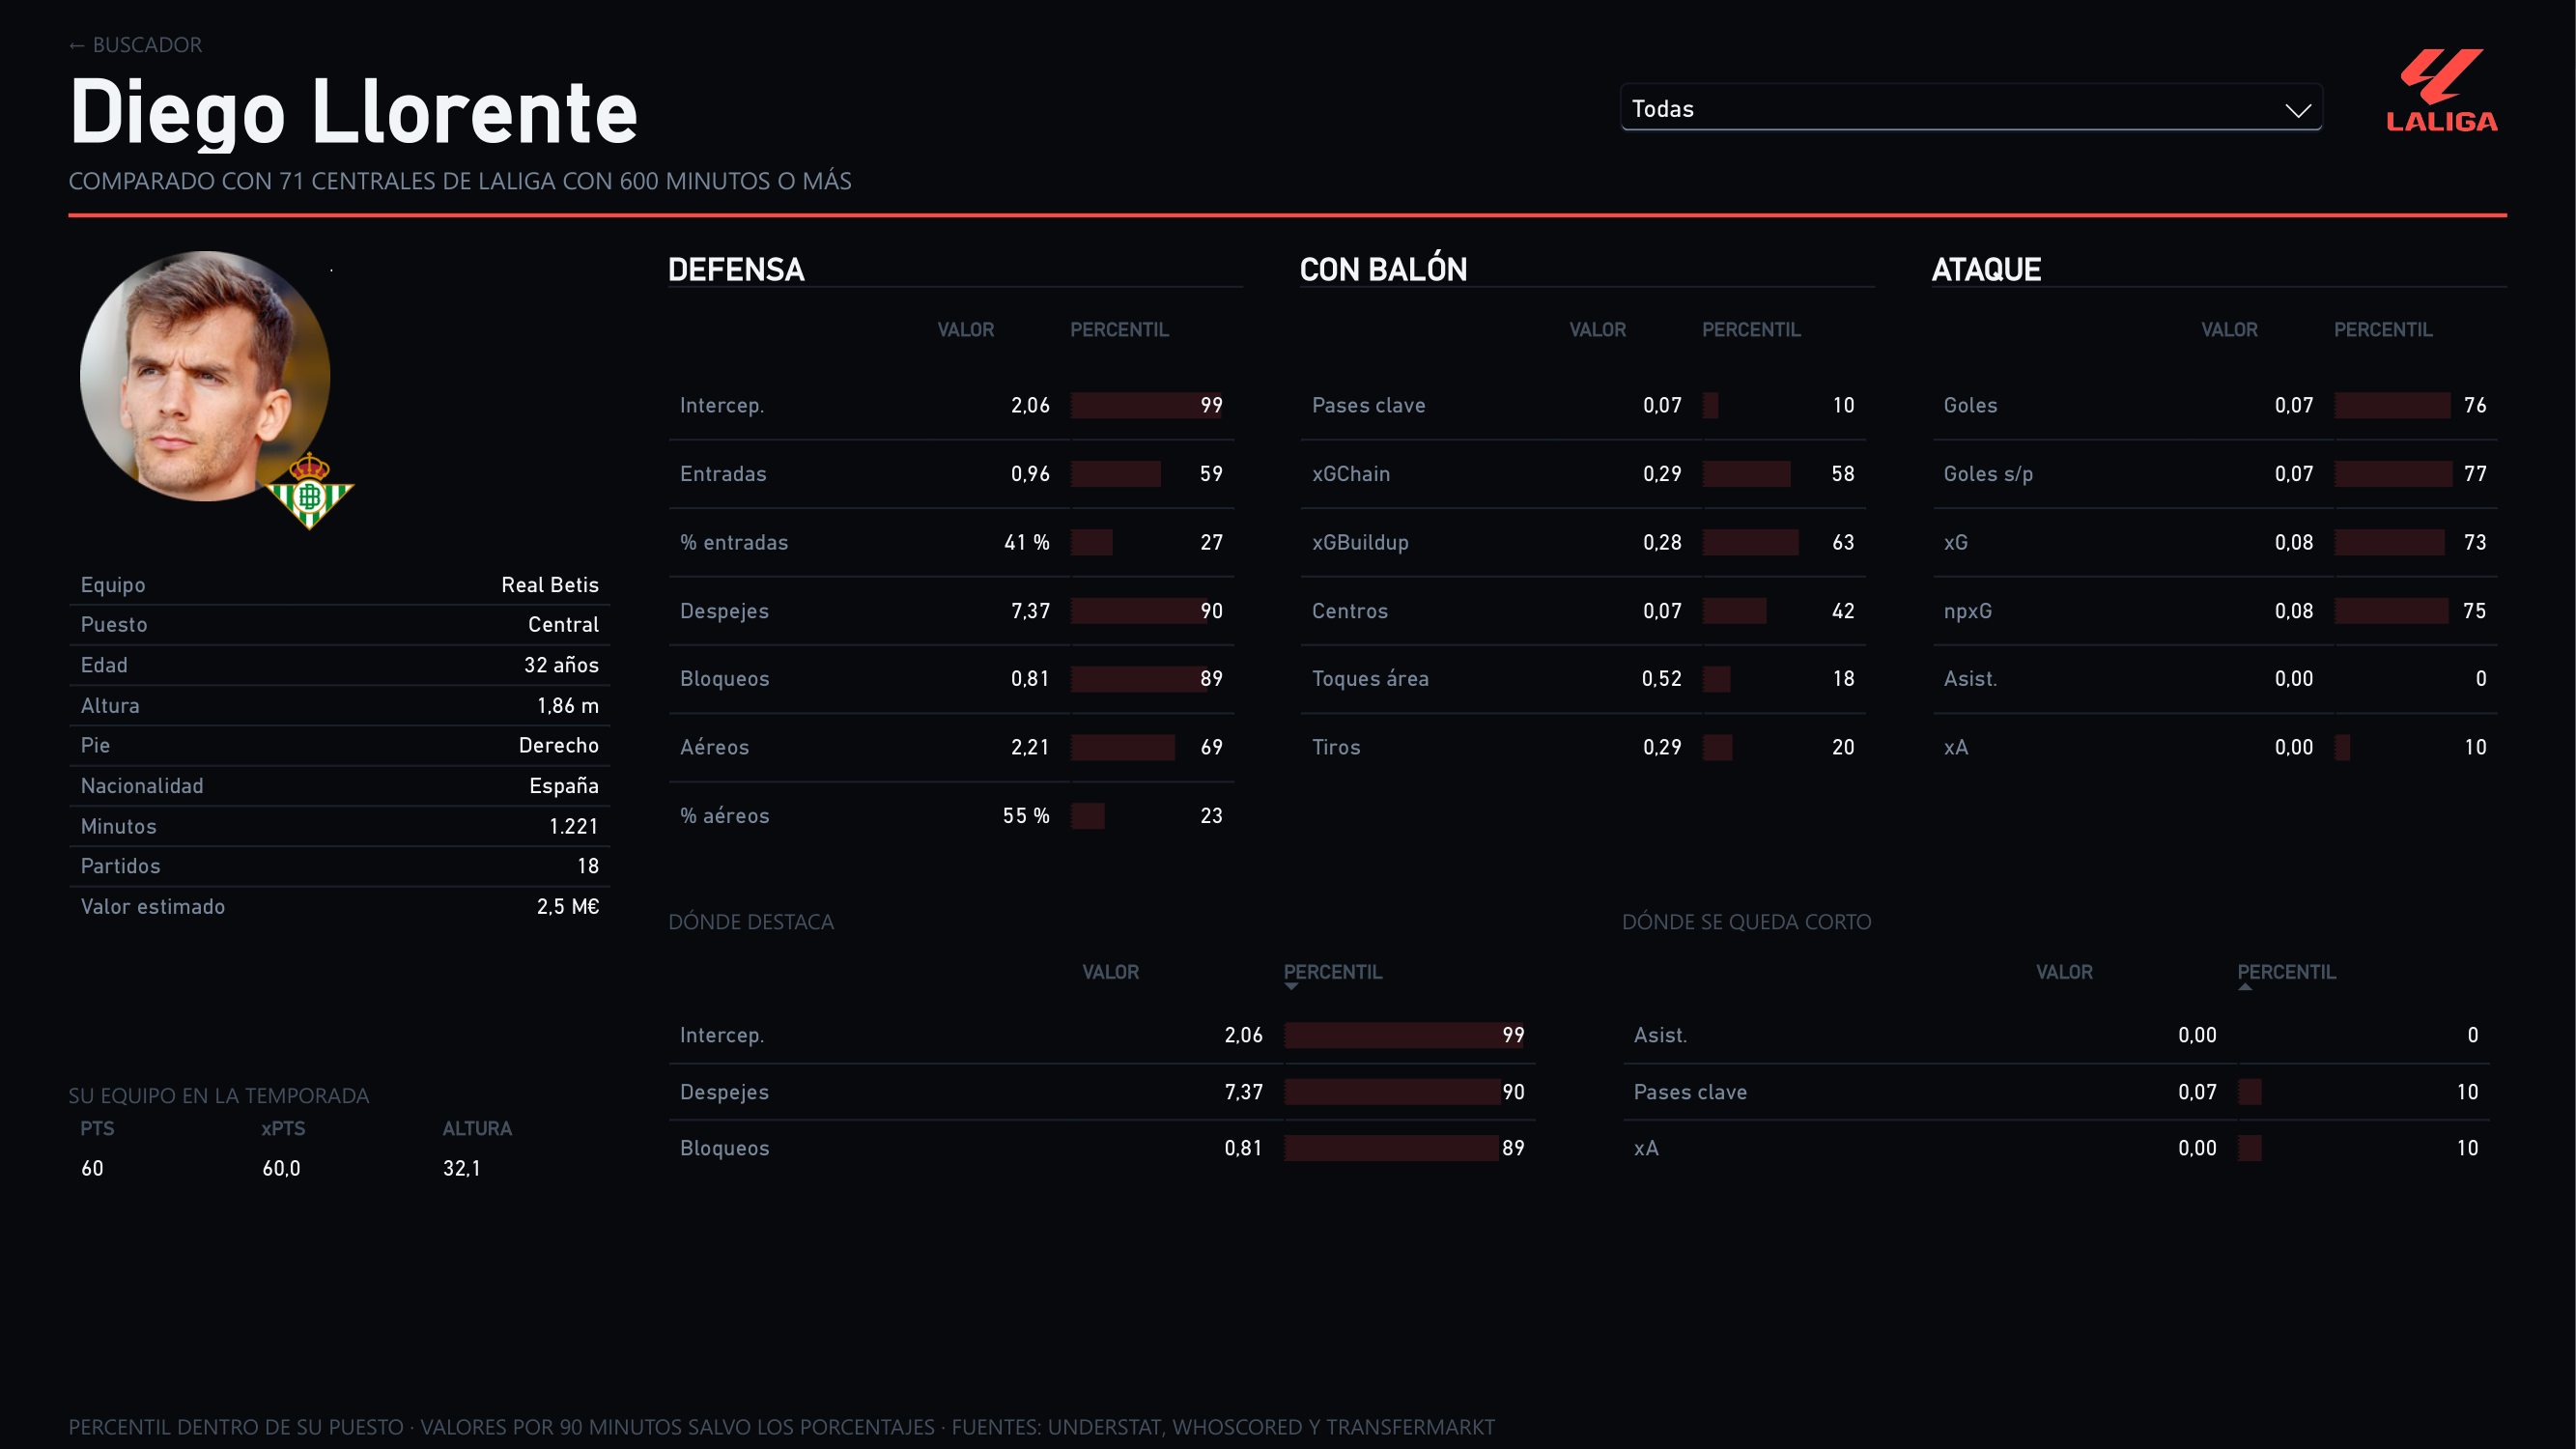 ← BUSCADOR
Diego Llorente
Todas
LALIGA
COMPARADO CON 71 CENTRALES DE LALIGA CON 600 MINUTOS O MÁS
Equipo Real Betis
Puesto Central
Edad 32 años
Altura 1,86 m
Pie Derecho
Nacionalidad España
Minutos 1.221
Partidos 18
Valor estimado 2,5 M€
SU EQUIPO EN LA TEMPORADA
PTS xPTS ALTURA
60 60,0 32,1
DEFENSA
VALOR PERCENTIL
Intercep. 2,06 99
Entradas 0,96 59
% entradas 41 % 27
Despejes 7,37 90
Bloqueos 0,81 89
Aéreos 2,21 69
% aéreos 55 % 23
CON BALÓN
VALOR PERCENTIL
Pases clave 0,07 10
xGChain 0,29 58
xGBuildup 0,28 63
Centros 0,07 42
Toques área 0,52 18
Tiros 0,29 20
ATAQUE
VALOR PERCENTIL
Goles 0,07 76
Goles s/p 0,07 77
xG 0,08 73
npxG 0,08 75
Asist. 0,00 0
xA 0,00 10
DÓNDE DESTACA
VALOR PERCENTIL
Intercep. 2,06 99
Despejes 7,37 90
Bloqueos 0,81 89
DÓNDE SE QUEDA CORTO
VALOR PERCENTIL
Asist. 0,00 0
Pases clave 0,07 10
xA 0,00 10
PERCENTIL DENTRO DE SU PUESTO · VALORES POR 90 MINUTOS SALVO LOS PORCENTAJES · FUENTES: UNDERSTAT, WHOSCORED Y TRANSFERMARKT